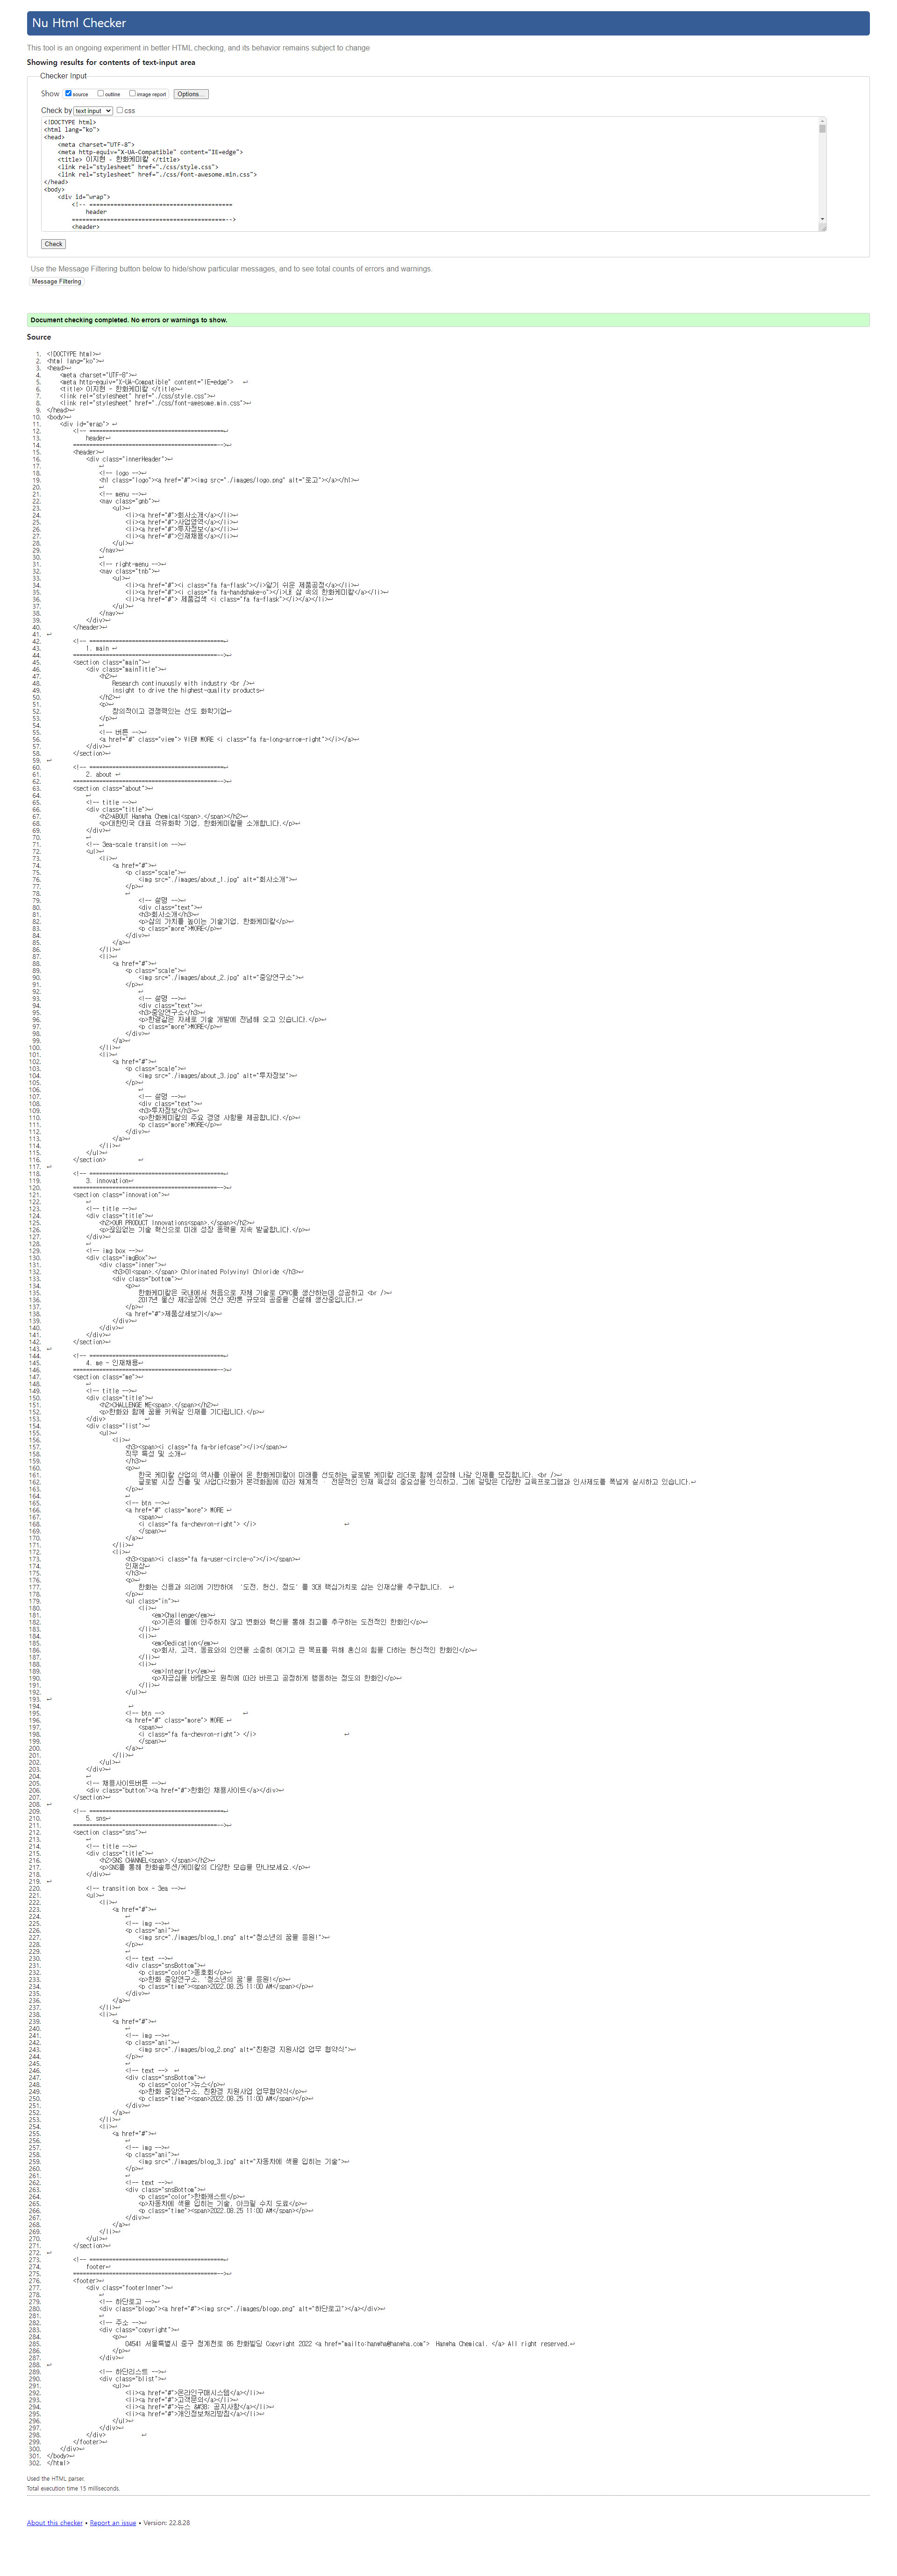 Nu Html Checker
This tool is an ongoing experiment in better HTML checking, and its behavior remains subject to change
Showing results for contents of text-input area
Checker Input
Show source outline image report Options...
Check by text input css
<!DOCTYPE html>
<html lang="ko">
<head>
<meta charset="UTF-8">
<meta http-equiv="X-UA-Compatible" content="IE=edge">
<title> 이지현 - 한화케미칼 </title>
<link rel="stylesheet" href="./css/style.css">
<link rel="stylesheet" href="./css/font-awesome.min.css">
</head>
<body>
<div id="wrap">
<!-- =========================================
header
============================================-->
<header>
Check
Use the Message Filtering button below to hide/show particular messages, and to see total counts of errors and warnings
Message Filtering
Document checking completed. No errors or warnings to show.
Source
1. <!DOCTYPE html>↩
2. <html lang="ko">↩
3. <head>↩
4. <meta charset="UTF-8">↩
5. <meta http-equiv="X-UA-Compatible" content="IE=edge"> ↩
6. <title> 이지현 - 한화케미칼 </title>↩
7. <link rel="stylesheet" href="./css/style.css">↩
8. <link rel="stylesheet" href="./css/font-awesome.min.css">↩
9. </head>↩
10. <body>↩
11. <div id="wrap"> ↩
12. <!-- =========================================↩
13. header↩
14. ============================================-->↩
15. <header>↩
16. <div class="innerHeader">↩
17. ↩
18. <!-- logo -->↩
19. <h1 class="logo"><a href="#"><img src="./images/logo.png" alt="로고"></a></h1>↩
20. ↩
21. <!-- menu -->↩
22. <nav class="gnb">↩
23. <ul>↩
24. <li><a href="#">회사소개</a></li>↩
25. <li><a href="#">사업영역</a></li>↩
26. <li><a href="#">투자정보</a></li>↩
27. <li><a href="#">인재채용</a></li>↩
28. </ul>↩
29. </nav>↩
30. ↩
31. <!-- right-menu -->↩
32. <nav class="tnb">↩
33. <ul>↩
34. <li><a href="#"><i class="fa fa-flask"></i>알기 쉬운 제품공정</a></li>↩
35. <li><a href="#"><i class="fa fa-handshake-o"></i>내 삶 속의 한화케미칼</a></li>↩
36. <li><a href="#"> 제품검색 <i class="fa fa-flask"></i></a></li>↩
37. </ul>↩
38. </nav>↩
39. </div>↩
40. </header>↩
41. ↩
42. <!-- =========================================↩
43. 1. main ↩
44. ============================================-->↩
45. <section class="main">↩
46. <div class="mainTitle">↩
47. <h2>↩
48. Research continuously with industry <br />↩
49. insight to drive the highest-quality products↩
50. </h2>↩
51. <p>↩
52.창의적이고 경쟁력있는 선도 화학기업↩
53. </p>↩
54. ↩
55. <!-- 버튼 -->↩
56. <a href="#" class="view"> VIEW MORE <i class="fa fa-long-arrow-right"></i></a>↩
57. </div>↩
58. </section>↩
59. ↩
60. <!-- =========================================↩
61. 2. about ↩
62. ============================================-->↩
63. <section class="about">↩
64. ↩
65. <!-- title -->↩
66. <div class="title">↩
67. <h2>ABOUT Hanwha Chemical<span>.</span></h2>↩
68. <p>대한민국 대표 석유화학 기업, 한화케미칼을 소개합니다.</p>↩
69. </div>↩
70. ↩
71. <!-- 3ea-scale transition -->↩
72. <ul>↩
73. <li>↩
74. <a href="#">↩
75. <p class="scale">↩
76. <img src="./images/about_1.jpg" alt="회사소개">↩
77. </p>↩
78. ↩
79. <!-- 설명 -->↩
80. <div class="text">↩
81. <h3>회사소개</h3>↩
82. <p>삶의 가치를 높이는 기술기업, 한화케미칼</p>↩
83. <p class="more">MORE</p>↩
84. </div>↩
85. </a>↩
86. </li>↩
87. <li>↩
88. <a href="#">↩
89. <p class="scale">↩
90. <img src="./images/about_2.jpg" alt="중앙연구소">↩
91. </p>↩
92. ↩
93. <!-- 설명 -->↩
94. <div class="text">↩
95. <h3>중앙연구소</h3>↩
96. <p>한결같은 자세로 기술 개발에 전념해 오고 있습니다.</p>↩
97. <p class="more">MORE</p>↩
98. </div>↩
99. </a>↩
100. </li>↩
101. <li>↩
102. <a href="#">↩
103. <p class="scale">↩
104. <img src="./images/about_3.jpg" alt="투자정보">↩
105. </p>↩
106. ↩
107. <!-- 설명 -->↩
108. <div class="text">↩
109. <h3>투자정보</h3>↩
110. <p>한화케미칼의 주요 경영 사항을 제공합니다.</p>↩
111. <p class="more">MORE</p>↩
112. </div>↩
113. </a>↩
114. </li>↩
115. </ul>↩
116. </section> ↩
117. ↩
118. <!-- =========================================↩
119. 3. innovation↩
120. ============================================-->↩
121. <section class="innovation">↩
122. ↩
123. <!-- title -->↩
124. <div class="title">↩
125. <h2>OUR PRODUCT innovations<span>.</span></h2>↩
126. <p>끊임없는 기술 혁신으로 미래 성장 동력을 지속 발굴합니다.</p>↩
127. </div>↩
128. ↩
129. <!-- img box -->↩
130. <div class="imgBox">↩
131. <div class="inner">↩
132. <h3>01<span>.</span> Chlorinated Polyvinyl Chloride </h3>↩
133. <div class="bottom">↩
134. <p>↩
135. 한화케미칼은 국내에서 처음으로 자체 기술로 CPVC를 생산하는데 성공하고 <br />↩
136. 2017년 울산 제2공장에 연산 3만톤 규모의 공중을 건설해 생산중입니다.↩
137. </p>↩
138. <a href="#">제품상세보기</a>↩
139. </div>↩
140. </div>↩
141. </div>↩
142. </section>↩
143. ↩
144. <!-- =========================================↩
145. 4. me - 인재채용↩
146. ============================================-->↩
147. <section class="me">↩
148. ↩
149. <!-- title -->↩
150. <div class="title">↩
151. <h2>CHALLENGE ME<span>.</span></h2>↩
152. <p>한화와 함께 꿈을 키워갈 인재를 기다립니다.</p>↩
153. </div> ↩
154. <div class="list">↩
155. <ul>↩
156. <li>↩
157. <h3><span><i class="fa fa-briefcase"></i></span>↩
158. 직무 특성 및 소개↩
159. </h3>↩
160. <p>↩
161. 한국 케미칼 산업의 역사를 이끌어 온 한화케미칼이 미래를 선도하는 글로벌 케미칼 리더로 함께 성장해 나갈 인재를 모집합니다. <br />↩
162. 글로벌 시장 진출 및 사업다각화가 본격화됨에 따라 체계적 · 전문적인 인재 육성의 중요성을 인식하고, 그에 걸맞은 다양한 교육프로그램과 인사제도를 폭넓게 실시하고 있습니다.↩
163. </p>↩
164. ↩
165. <!-- btn -->↩
166. <a href="#" class="more"> MORE ↩
167. <span>↩
168. <i class="fa fa-chevron-right"> </i> ↩
169. </span>↩
170. </a>↩
171. </li>↩
172. <li>↩
173. <h3><span><i class="fa fa-user-circle-o"></i></span>↩
174. 인재상↩
175. </h3>↩
176. <p>↩
177. 한화는 신용과 의리에 기반하여 '도전, 헌신, 정도' 를 3대 핵심가치로 삼는 인재상을 추구합니다. ↩
178. </p>↩
179. <ul class="in">↩
180. <li>↩
181. <em>Challenge</em>↩
182. <p>기존의 틀에 안주하지 않고 변화와 혁신을 통해 최고를 추구하는 도전적인 한화인</p>↩
183. </li>↩
184. <li>↩
185. <em>Dedication</em>↩
186. <p>회사, 고객, 동료와의 인연을 소중히 여기고 큰 목표를 위해 혼신의 힘을 다하는 헌신적인 한화인</p>↩
187. </li>↩
188. <li>↩
189. <em>Integrity</em>↩
190. <p>자긍심을 바탕으로 원칙에 따라 바르고 공정하게 행동하는 정도의 한화인</p>↩
191. </li>↩
192. </ul>↩
193. ↩
194. ↩
195. <!-- btn --> ↩
196. <a href="#" class="more"> MORE ↩
197. <span>↩
198. <i class="fa fa-chevron-right"> </i> ↩
199. </span>↩
200. </a>↩
201. </li>↩
202. </ul>↩
203. </div>↩
204. ↩
205. <!-- 채용사이트버튼 -->↩
206. <div class="button"><a href="#">한화인 채용사이트</a></div>↩
207. </section>↩
208. ↩
209. <!-- =========================================↩
210. 5. sns↩
211. ============================================-->↩
212. <section class="sns">↩
213. ↩
214. <!-- title -->↩
215. <div class="title">↩
216. <h2>SNS CHANNEL<span>.</span></h2>↩
217. <p>SNS를 통해 한화솔루션/케미칼의 다양한 모습을 만나보세요.</p>↩
218. </div>↩
219. ↩
220. <!-- transition box - 3ea -->↩
221. <ul>↩
222. <li>↩
223. <a href="#">↩
224. ↩
225. <!-- img -->↩
226. <p class="ani">↩
227. <img src="./images/blog_1.png" alt="청소년의 꿈을 응원!">↩
228. </p>↩
229. ↩
230. <!-- text -->↩
231. <div class="snsBottom">↩
232. <p class="color">동호회</p>↩
233. <p>한화 중앙연구소, '청소년의 꿈'을 응원!</p>↩
234. <p class="time"><span>2022.08.25 11:00 AM</span></p>↩
235. </div>↩
236. </a>↩
237. </li>↩
238. <li>↩
239. <a href="#">↩
240. ↩
241. <!-- img -->↩
242. <p class="ani">↩
243. <img src="./images/blog_2.png" alt="친환경 지원사업 업무 협약식">↩
244. </p>↩
245. ↩
246. <!-- text --> ↩
247. <div class="snsBottom">↩
248. <p class="color">뉴스</p>↩
249. <p>한화 중앙연구소, 친환경 지원사업 업무협약식</p>↩
250. <p class="time"><span>2022.08.25 11:00 AM</span></p>↩
251. </div>↩
252. </a>↩
253. </li>↩
254. <li>↩
255. <a href="#">↩
256. ↩
257. <!-- img -->↩
258. <p class="ani">↩
259. <img src="./images/blog_3.jpg" alt="자동차에 색을 입히는 기술">↩
260. </p>↩
261. ↩
262. <!-- text -->↩
263. <div class="snsBottom">↩
264. <p class="color">한화캐스트</p>↩
265. <p>자동차에 색을 입히는 기술, 아크릴 수지 도료</p>↩
266. <p class="time"><span>2022.08.25 11:00 AM</span></p>↩
267. </div>↩
268. </a>↩
269. </li>↩
270. </ul>↩
271. </section>↩
272. ↩
273. <!-- =========================================↩
274. footer↩
275. ============================================-->↩
276. <footer>↩
277. <div class="footerInner">↩
278. ↩
279. <!-- 하단로고 -->↩
280. <div class="blogo"><a href="#"><img src="./images/blogo.png" alt="하단로고"></a></div>↩
281. ↩
282. <!-- 주소 -->↩
283. <div class="copyright">↩
284. <p>↩
285. 04541 서울특별시 중구 청계천로 86 한화빌딩 Copyright 2022 <a href="mailto:hanwha@hanwha.com"> Hanwha Chemical. </a> All right reserved.↩
286. </p>↩
287. </div>↩
288. ↩
289. <!-- 하단리스트 -->↩
290. <div class="blist">↩
291. <ul>↩
292. <li><a href="#">온라인구매시스템</a></li>↩
293. <li><a href="#">고객문의</a></li>↩
294. <li><a href="#">뉴스 &#38; 공지사항</a></li>↩
295. <li><a href="#">개인정보처리방침</a></li>↩
296. </ul>↩
297. </div>↩
298. </div> ↩
299. </footer>↩
300. </div>↩
301. </body>↩
302. </html>
Used the HTML parser.
Total execution time 15 milliseconds.
About this checker • Report an issue • Version: 22.8.28